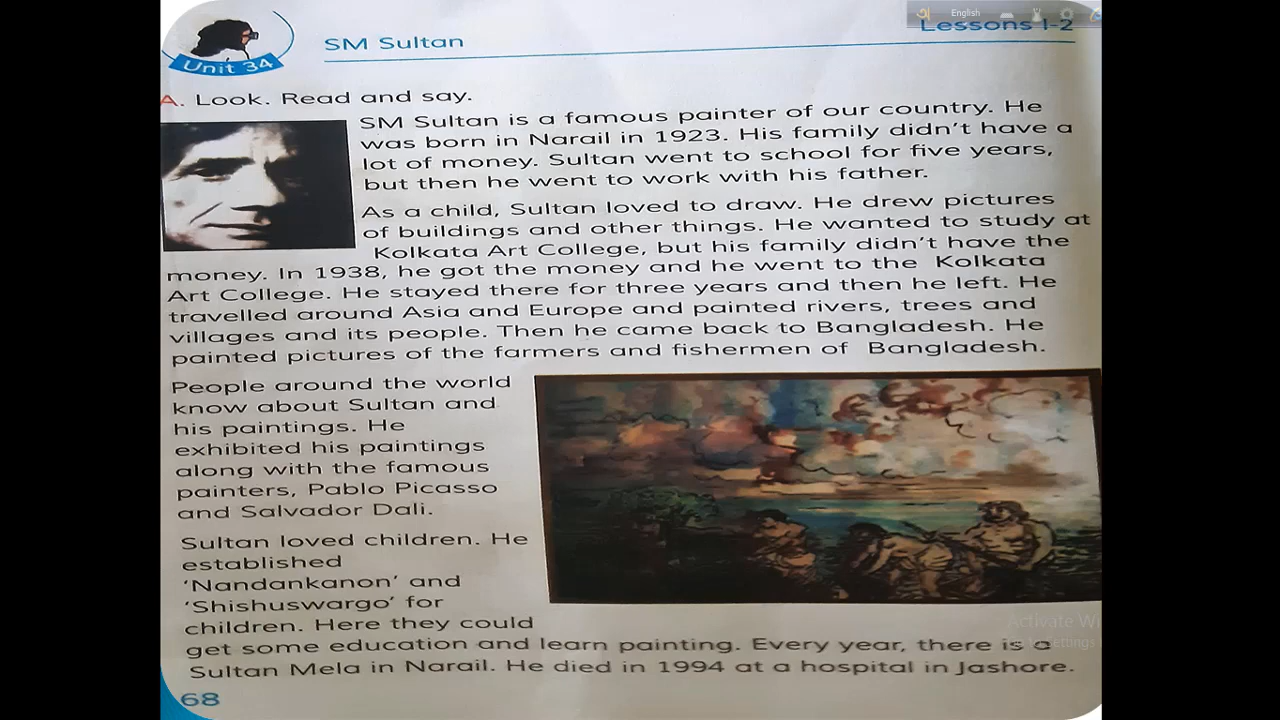 English
Unit 34
SM Sultan
Lessons 1-2
A. Look. Read and say.
SM Sultan is a famous painter of our country. He
was born in Narail in 1923. His family didn't have a
lot of money. Sultan went to school for five years,
but then he went to work with his father.
As a child, Sultan loved to draw. He drew pictures
of buildings and other things. He wanted to study at
Kolkata Art College, but his family didn't have the
money. In 1938, he got the money and he went to the Kolkata
Art College. He stayed there for three years and then he left. He
travelled around Asia and Europe and painted rivers, trees and
villages and its people. Then he came back to Bangladesh. He
painted pictures of the farmers and fishermen of Bangladesh.
People around the world
know about Sultan and
his paintings. He
exhibited his paintings
along with the famous
painters, Pablo Picasso
and Salvador Dali.
Sultan loved children. He
established
'Nandankanon' and
'Shishuswargo' for
children. Here they could
get some education and learn painting. Every year, there is a
Sultan Mela in Narail. He died in 1994 at a hospital in Jashore.
Activate
68